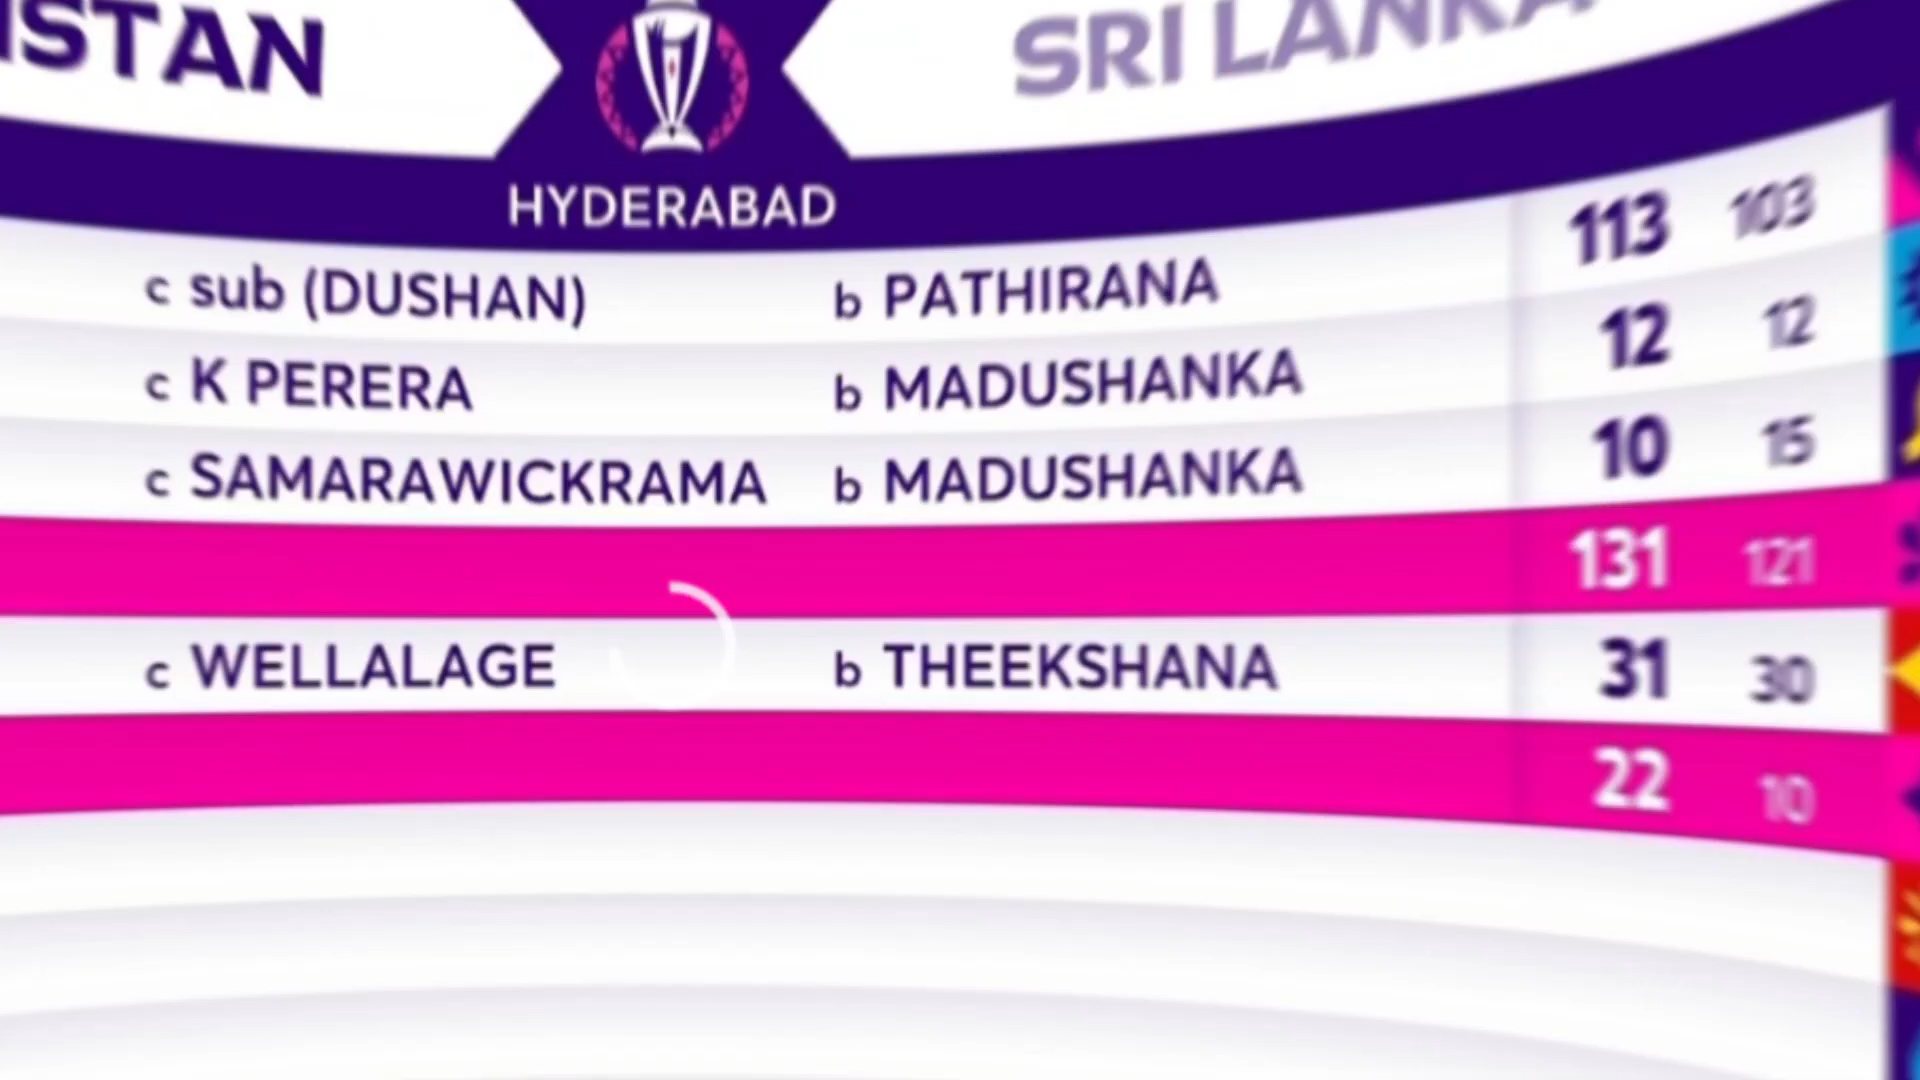 ISTAN SRI LANKA
HYDERABAD
c sub (DUSHAN) b PATHIRANA 113 103
c K PERERA b MADUSHANKA 12 12
c SAMARAWICKRAMA b MADUSHANKA 10 15
131 121
c WELLALAGE b THEEKSHANA 31 30
22 10